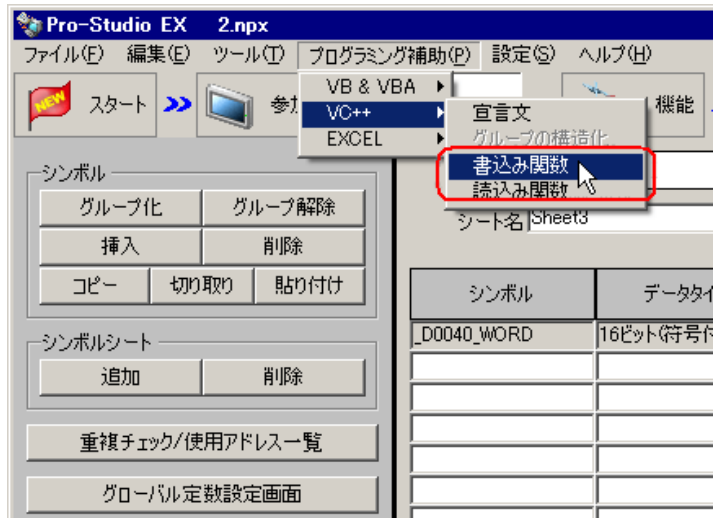 Pro-Studio EX 2.npx
ファイル(F) 編集(E) ツール(T) プログラミング補助(P) 設定(S) ヘルプ(H)
NEW スタート
機能
VB & VBA
VC++
EXCEL
宣言文
グループの構造化
書込み関数
読込み関数
シンボル
グループ化 グループ解除
挿入 削除
コピー 切り取り 貼り付け
シンボルシート
追加 削除
重複チェック/使用アドレス一覧
グローバル定数設定画面
シート名 Sheet3
シンボル データタイ
_D0040_WORD 16ビット(符号付